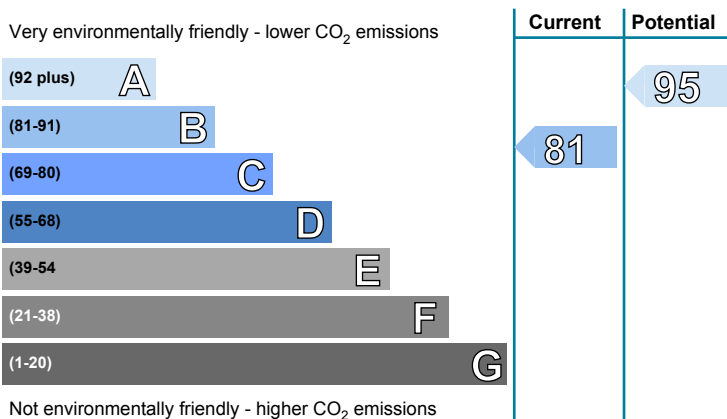 Very environmentally friendly - lower CO2 emissions
Current
Potential
(92 plus) A
95
(81-91) B
81
(69-80) C
(55-68) D
(39-54 E
(21-38) F
(1-20) G
Not environmentally friendly - higher CO2 emissions